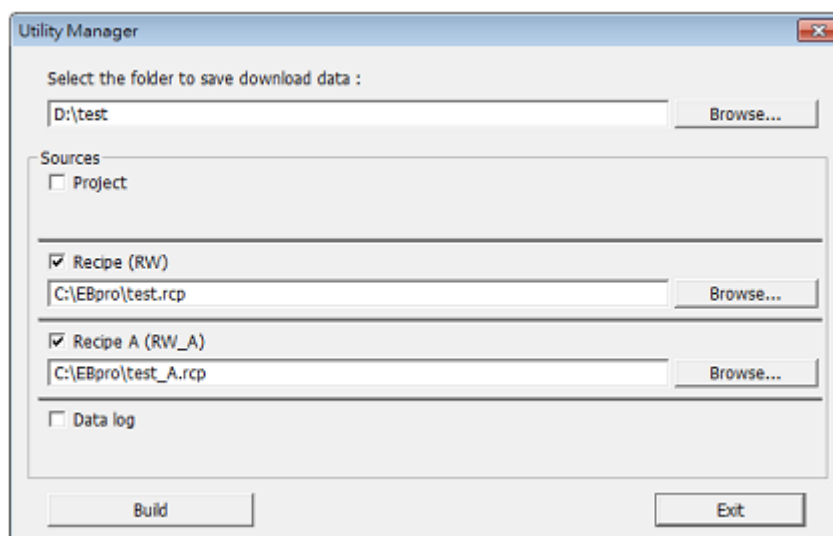 Utility Manager
Select the folder to save download data :
D:\test Browse...
Sources
Project
Recipe (RW)
C:\EBpro\test.rcp Browse...
Recipe A (RW_A)
C:\EBpro\test_A.rcp Browse...
Data log
Build Exit